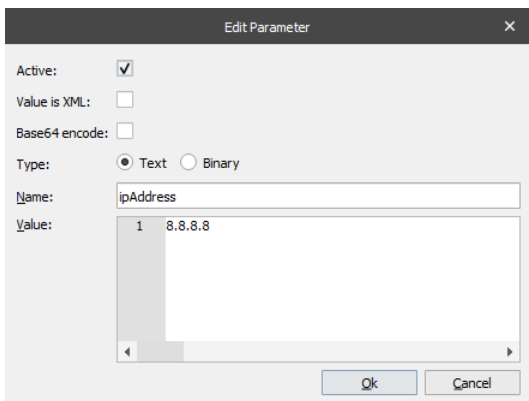 Edit Parameter
Active:
Value is XML:
Base64 encode:
Type: Text Binary
Name: ipAddress
Value: 1 8.8.8.8
Ok Cancel